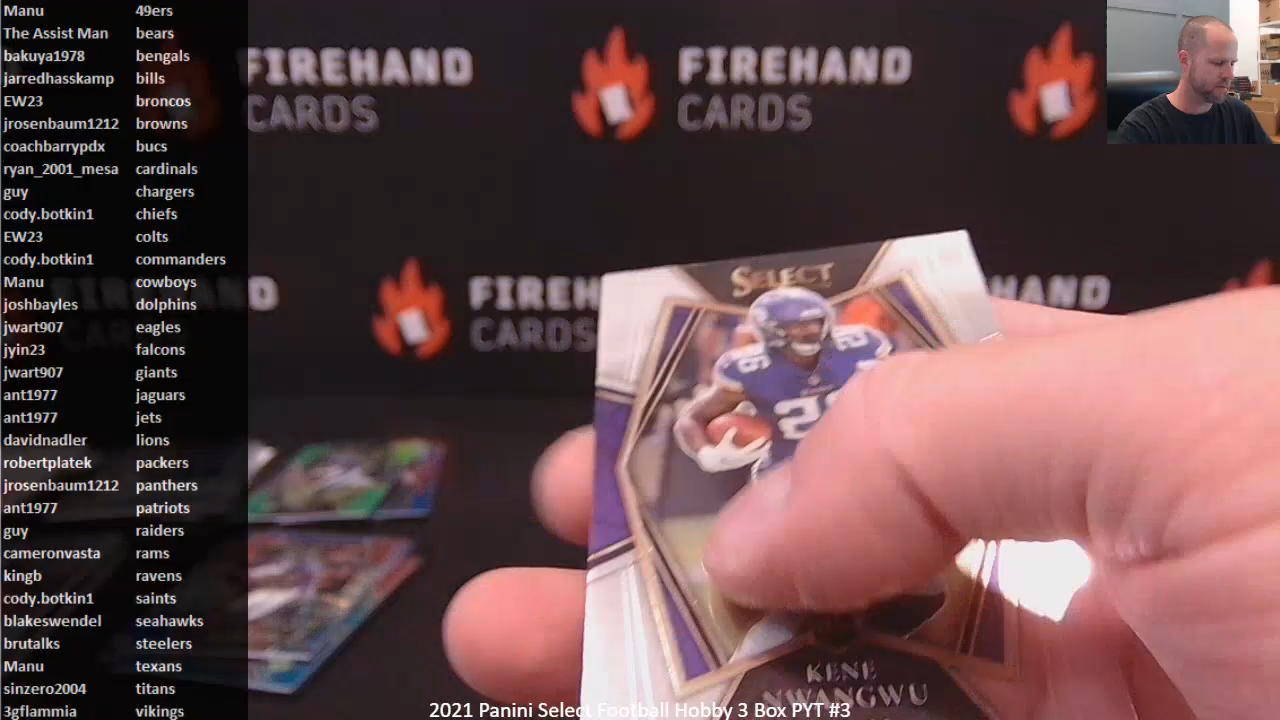 Manu 49ers
The Assist Man bears
bakuya1978 bengals
jarredhasskamp bills
EW23 broncos
jrosenbaum1212 browns
coachbarrypdx bucs
ryan_2001_mesa cardinals
guy chargers
cody.botkin1 chiefs
EW23 colts
cody.botkin1 commanders
Manu cowboys
joshbayles dolphins
jwart907 eagles
jyin23 falcons
jwart907 giants
ant1977 jaguars
ant1977 jets
davidnadler lions
robertplatek packers
jrosenbaum1212 panthers
ant1977 patriots
guy raiders
cameronvasta rams
kingb ravens
cody.botkin1 saints
blakeswendel seahawks
brutalks steelers
Manu texans
sinzero2004 titans
3gflammia vikings
FIREHAND
CARDS
FIREHAND
CARDS
FIREHAND
CARDS
SELECT
26
KENE
NWANGWU
2021 Panini Select Football Hobby 3 Box PYT #3